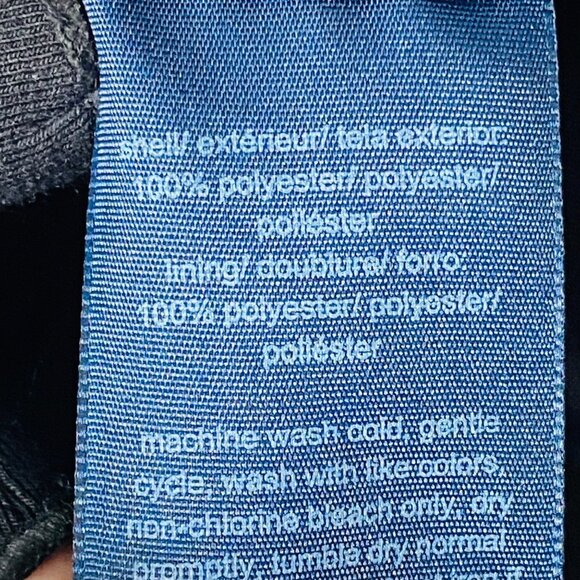 shell/ extérieur/ tela exterior:
100% polyester/ polyester/
poliéster
lining/ doublure/ forro:
100% polyester/ polyester/
poliéster
machine wash cold, gentle
cycle, wash with like colors,
non-chlorine bleach only, dry
promptly, tumble dry normal